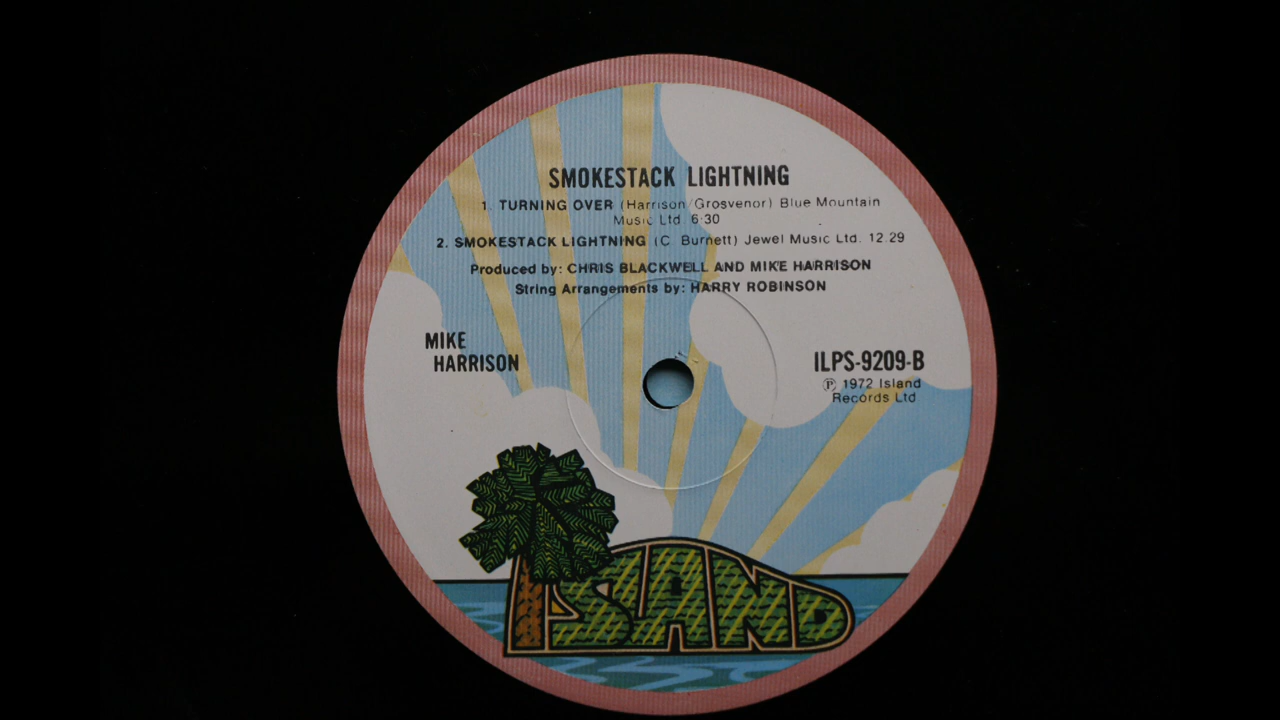 SMOKESTACK LIGHTNING
1. TURNING OVER (Harrison/Grosvenor) Blue Mountain
Music Ltd. 6:30
2. SMOKESTACK LIGHTNING (C. Burnett) Jewel Music Ltd. 12.29
Produced by: CHRIS BLACKWELL AND MIKE HARRISON
String Arrangements by: HARRY ROBINSON
MIKE
HARRISON
ILPS-9209-B
℗ 1972 Island
Records Ltd
ISLAND